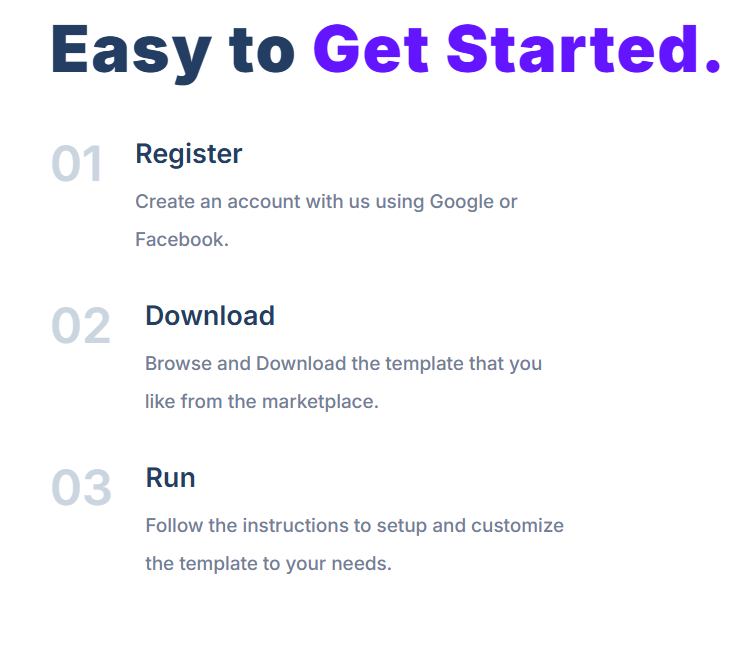 Easy to Get Started.
01
Register
Create an account with us using Google or
Facebook.
02
Download
Browse and Download the template that you
like from the marketplace.
03
Run
Follow the instructions to setup and customize
the template to your needs.